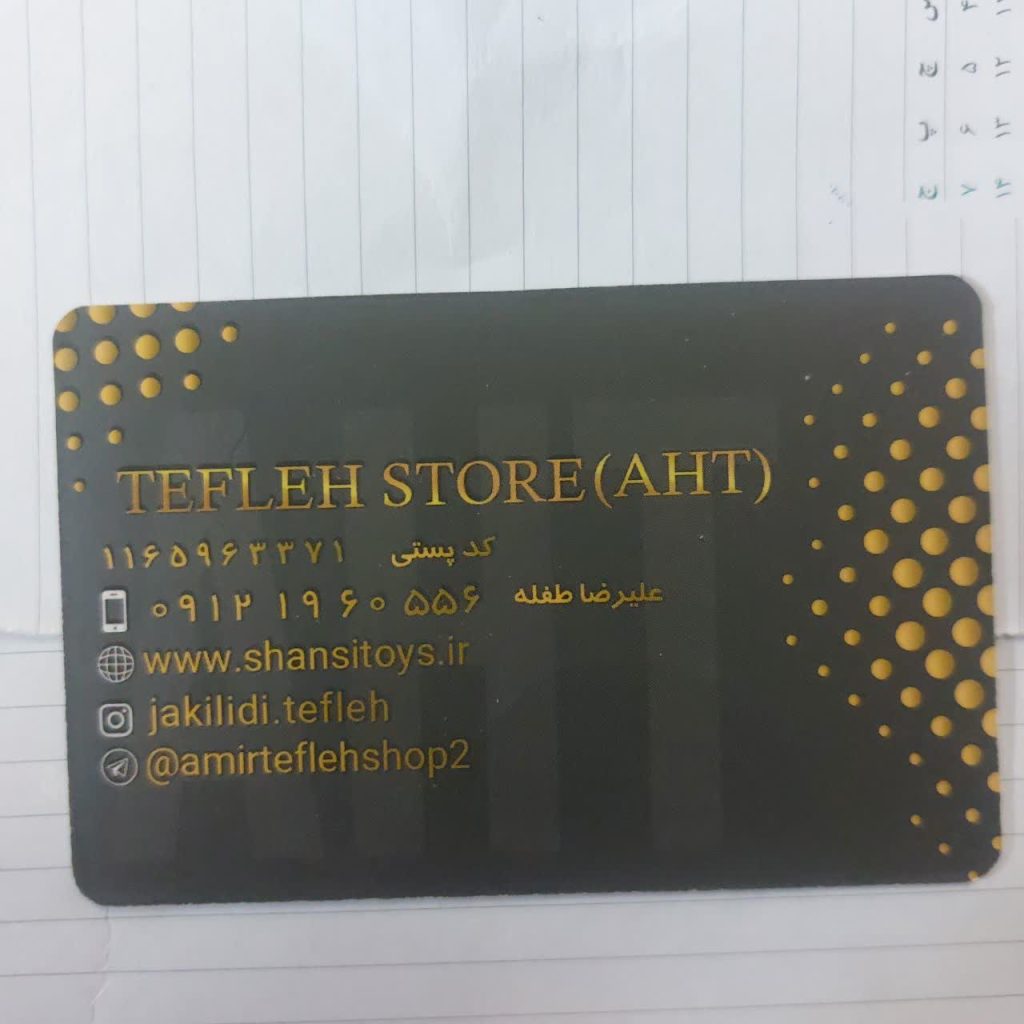 TEFLEH STORE(AHT)
کد پستی ۱۱۶۵۹۶۳۳۷۱
علیرضا طفله ۰۹۱۲ ۱۹۶۰ ۵۵۶
www.shansitoys.ir
jakilidi.tefleh
@amirteflehshop2